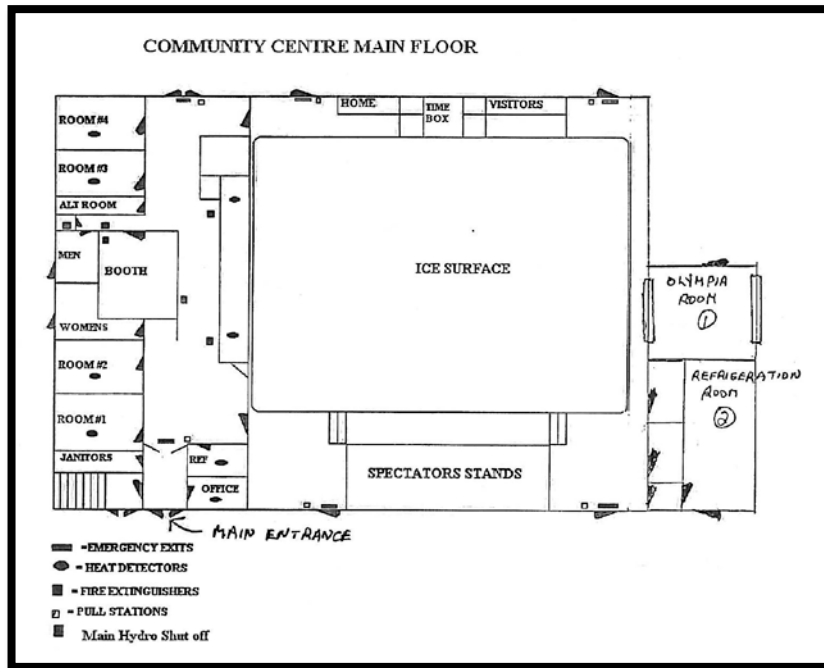 COMMUNITY CENTRE MAIN FLOOR
ROOM #4
HOME
TIME
BOX
VISITORS
ROOM #3
ALT ROOM
MEN
BOOTH
ICE SURFACE
OLYMPIA
ROOM
1
WOMENS
ROOM #2
REFRIGERATION
ROOM
2
ROOM #1
JANITORS
REF
OFFICE
SPECTATORS STANDS
MAIN ENTRANCE
= EMERGENCY EXITS
= HEAT DETECTORS
= FIRE EXTINGUISHERS
= PULL STATIONS
Main Hydro Shut off